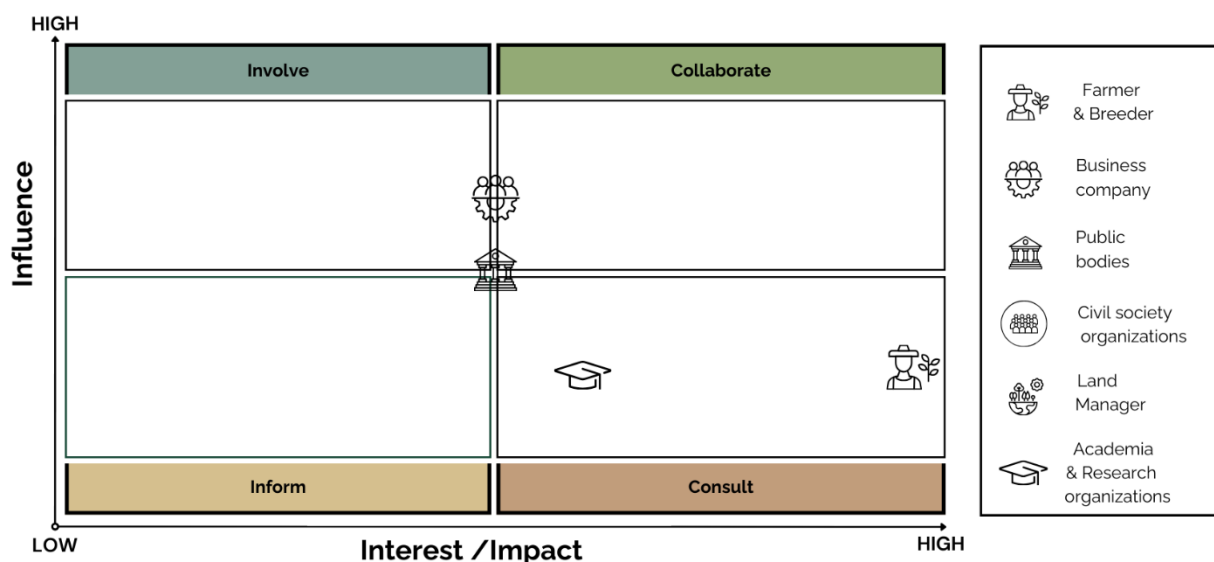 HIGH
Involve
Collaborate
Influence
Inform
Consult
LOW
Interest /Impact
HIGH
Farmer
& Breeder
Business
company
Public
bodies
Civil society
organizations
Land
Manager
Academia
& Research
organizations